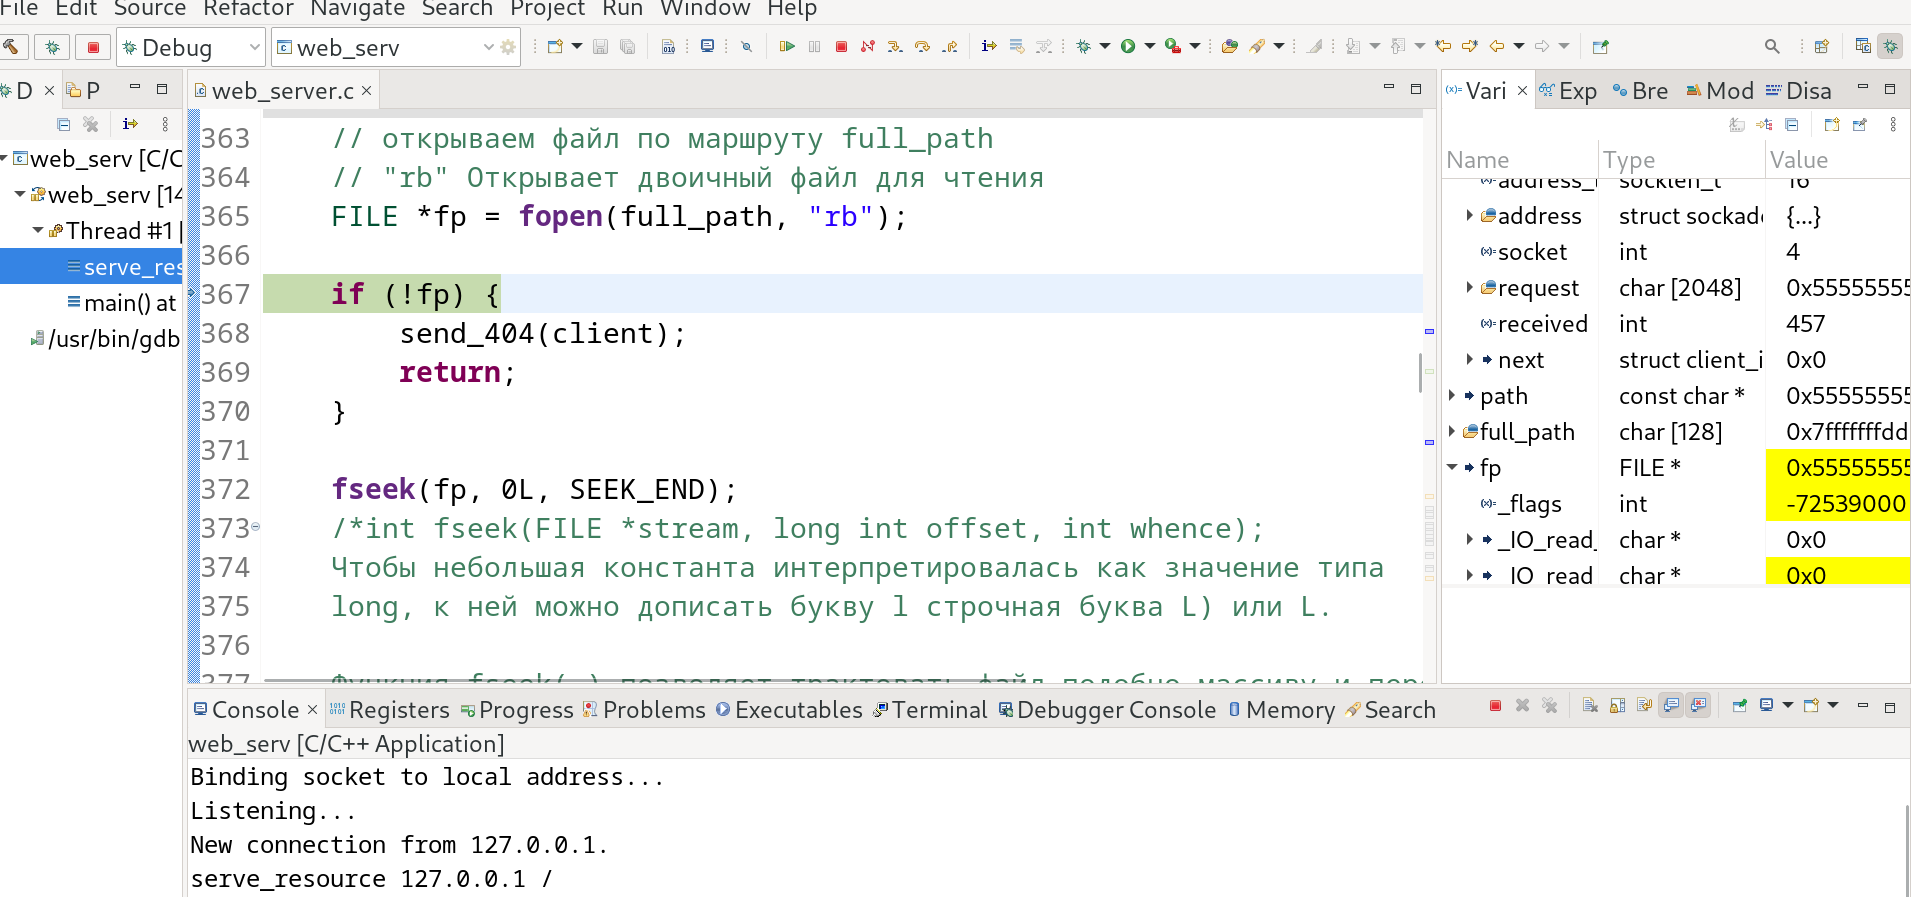 File Edit Source Refactor Navigate Search Project Run Window Help
Debug web_serv
D P
web_serv [C/C
web_serv [14
Thread #1
serve_res
main() at
/usr/bin/gdb
web_server.c
363 // открываем файл по маршруту full_path
364 // "rb" Открывает двоичный файл для чтения
365 FILE *fp = fopen(full_path, "rb");
366
367 if (!fp) {
368 send_404(client);
369 return;
370 }
371
372 fseek(fp, 0L, SEEK_END);
373 /*int fseek(FILE *stream, long int offset, int whence);
374 Чтобы небольшая константа интерпретировалась как значение типа
375 long, к ней можно дописать букву l строчная буква L) или L.
376
377 Функция fseek(…) позволяет трактовать файл подобно массиву и
Vari Exp Bre Mod Disa
Name Type Value
address_ socklen_t 16
address struct sockad {...}
socket int 4
request char [2048] 0x55555555
received int 457
next struct client_i 0x0
path const char * 0x55555555
full_path char [128] 0x7fffffffdd
fp FILE * 0x55555555
_flags int -72539000
_IO_read_ char * 0x0
_IO_read char * 0x0
Console Registers Progress Problems Executables Terminal Debugger Console Memory Search
web_serv [C/C++ Application]
Binding socket to local address...
Listening...
New connection from 127.0.0.1.
serve_resource 127.0.0.1 /